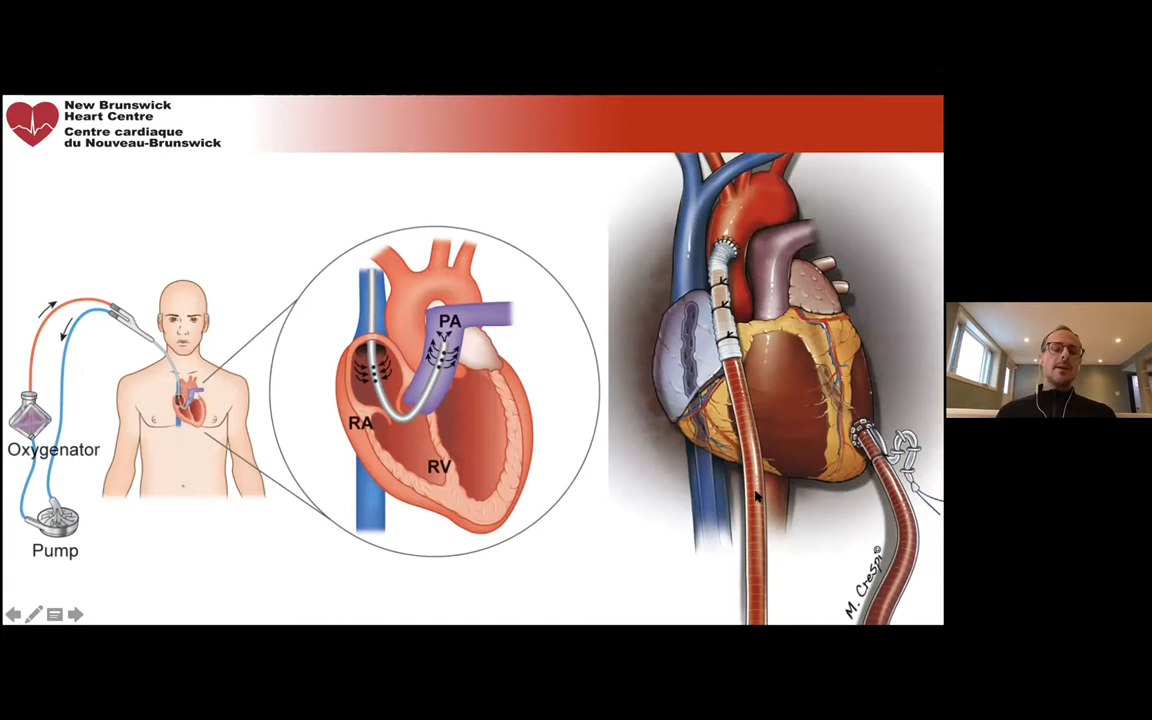 New Brunswick
Heart Centre
Centre cardiaque
du Nouveau-Brunswick
Oxygenator
Pump
PA
RA
RV
M. Crespi©